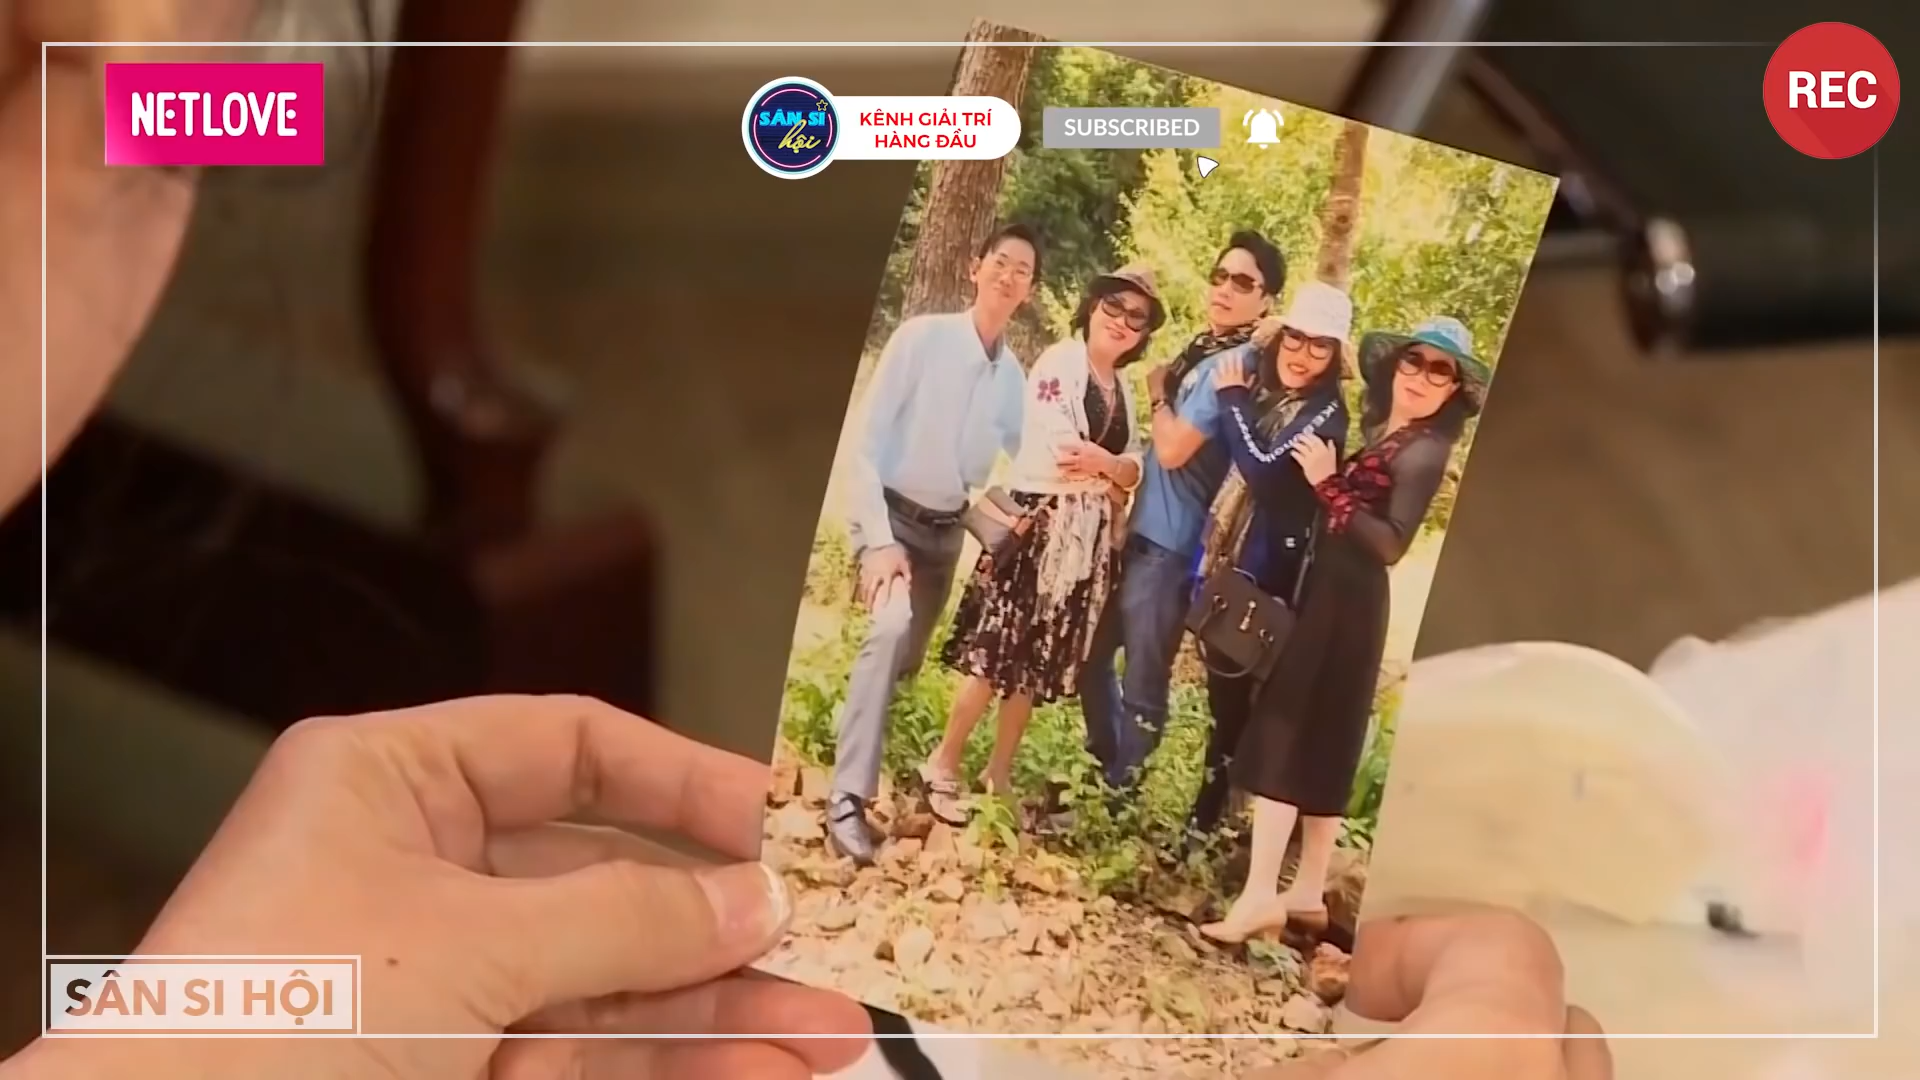 NETLOVE
SÂN SI
hội
KÊNH GIẢI TRÍ
HÀNG ĐẦU
SUBSCRIBED
REC
SÂN SI HỘI